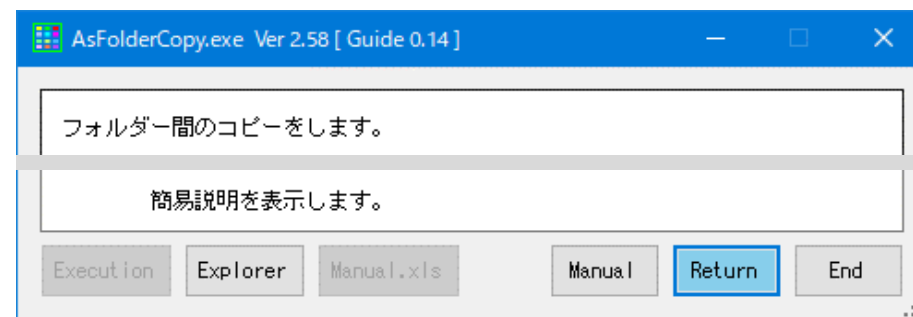 AsFolderCopy.exe Ver 2.58 [ Guide 0.14 ]
フォルダー間のコピーをします。
簡易説明を表示します。
Execution Explorer Manual.xls Manual Return End